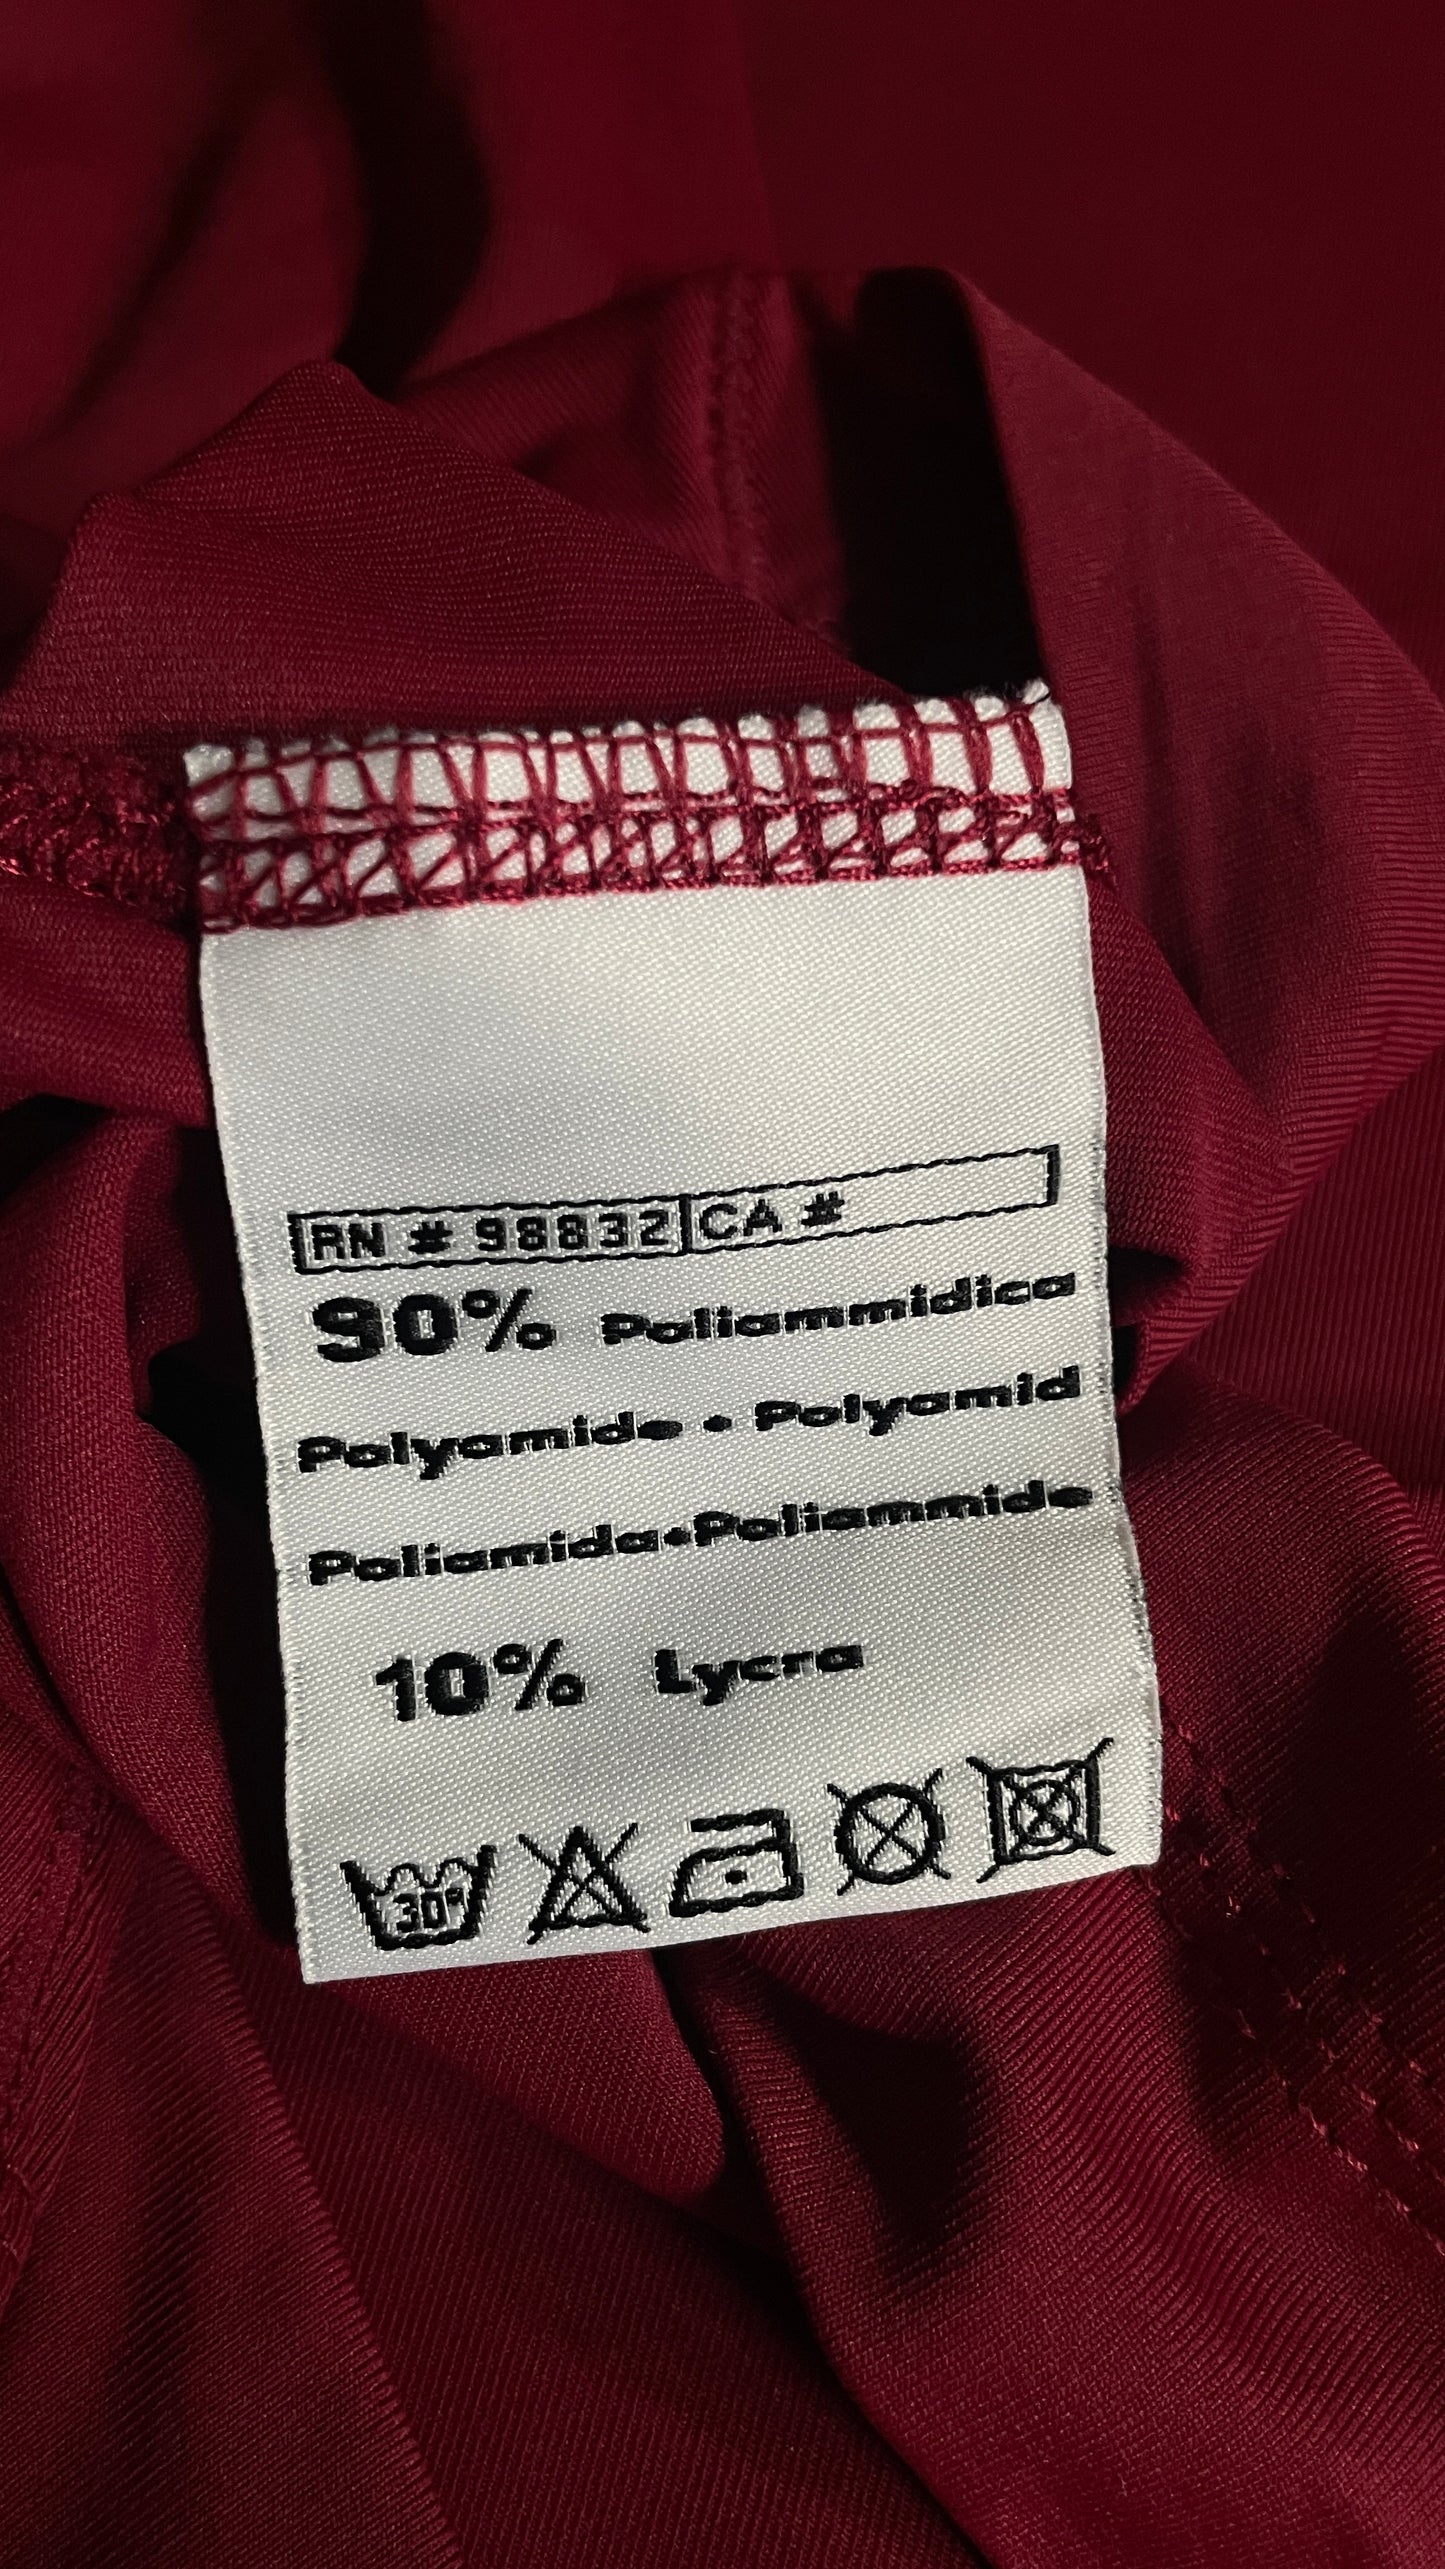 RN # 98832 CA #
90% Poliammidica
Polyamide • Polyamid
Poliamida•Poliammide
10% Lycra
30°